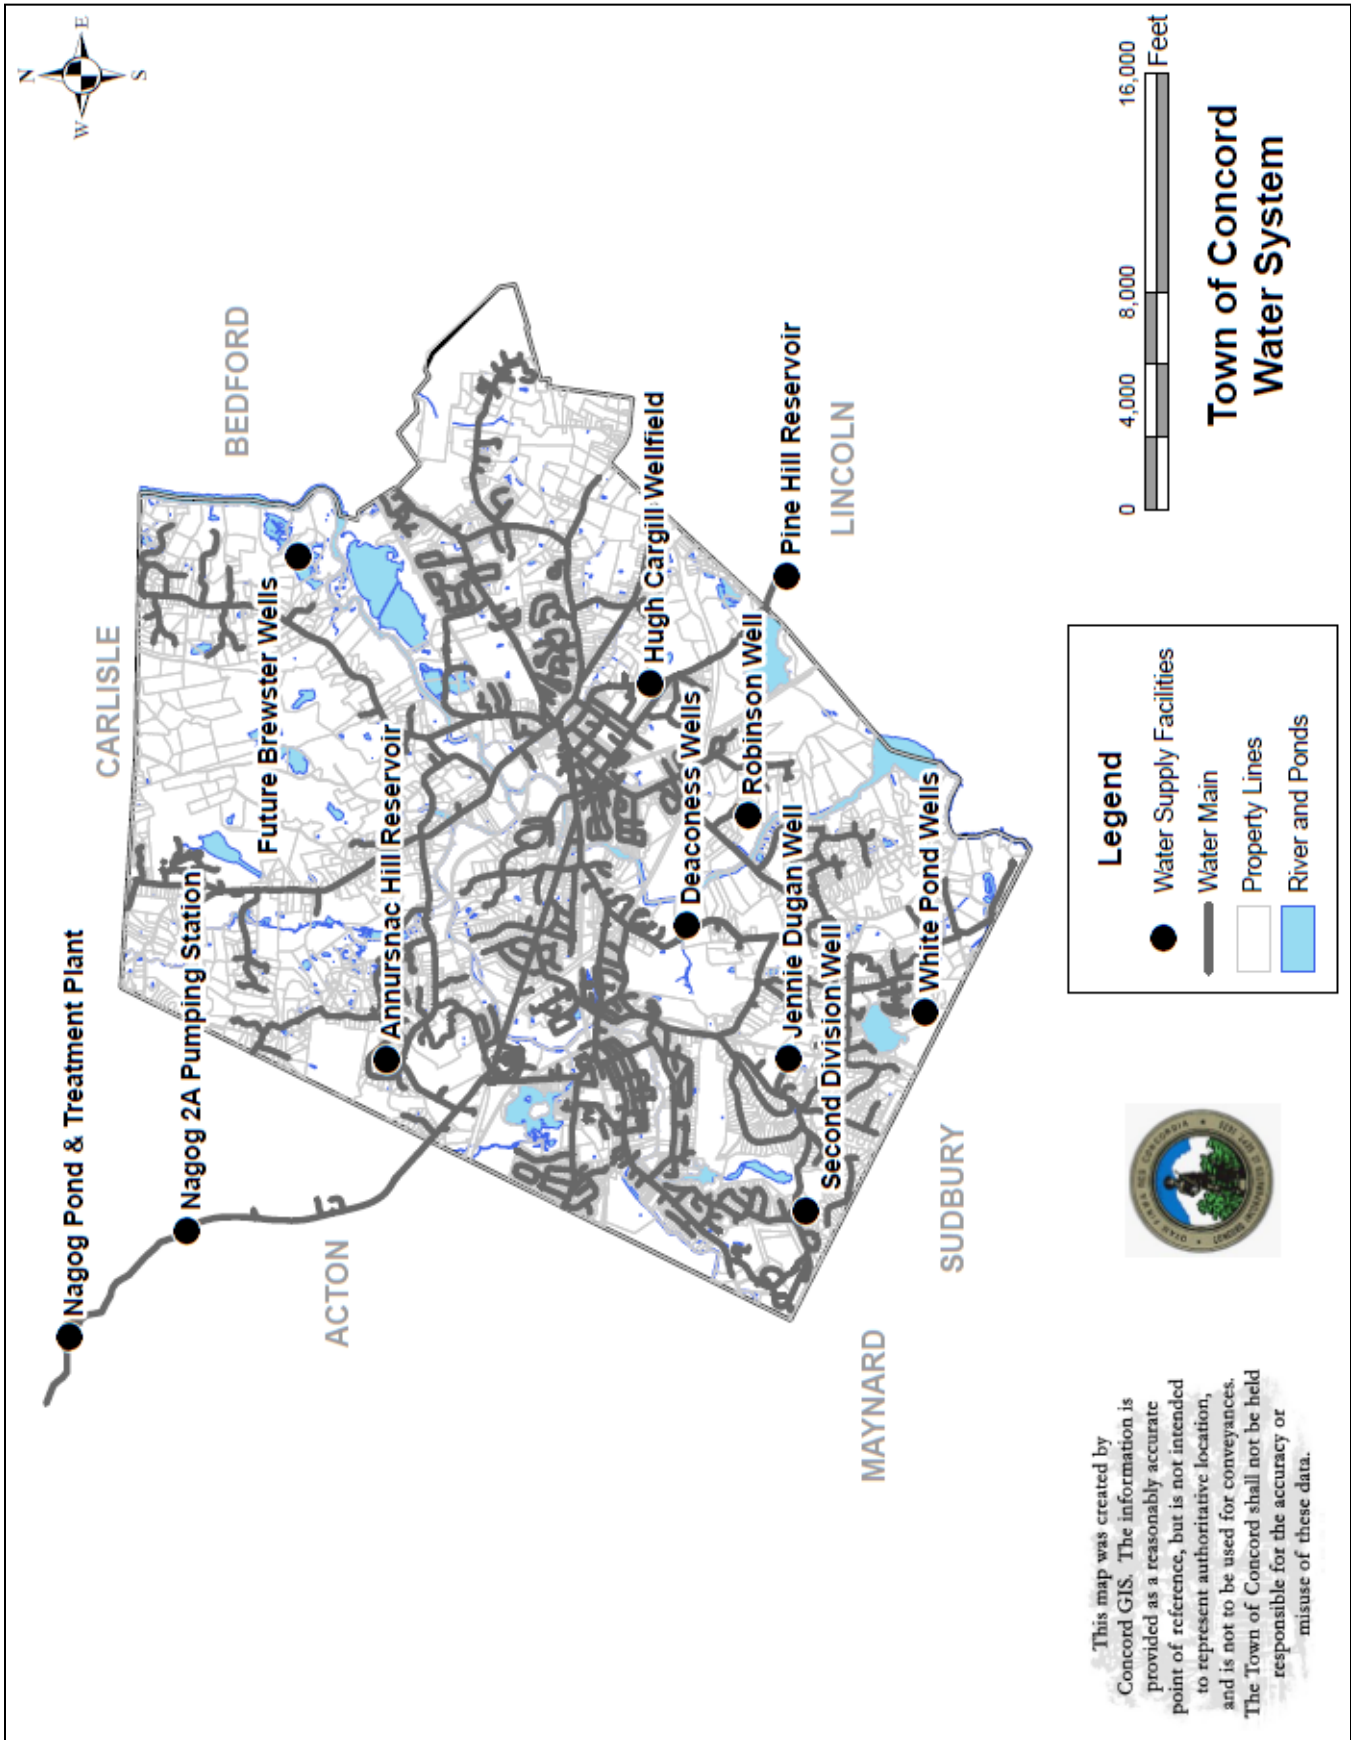 N
W
E
S
Nagog Pond & Treatment Plant
Nagog 2A Pumping Station
CARLISLE
BEDFORD
Future Brewster Wells
Annursnac Hill Reservoir
ACTON
Hugh Cargill Wellfield
Deaconess Wells
Robinson Well
Pine Hill Reservoir
LINCOLN
Jennie Dugan Well
Second Division Well
White Pond Wells
SUDBURY
MAYNARD
This map was created by
Concord GIS. The information is
provided as a reasonably accurate
point of reference, but is not intended
to represent authoritative location,
and is not to be used for conveyances.
The Town of Concord shall not be held
responsible for the accuracy or
misuse of these data.
Legend
Water Supply Facilities
Water Main
Property Lines
River and Ponds
0 4,000 8,000 16,000
Feet
Town of Concord
Water System